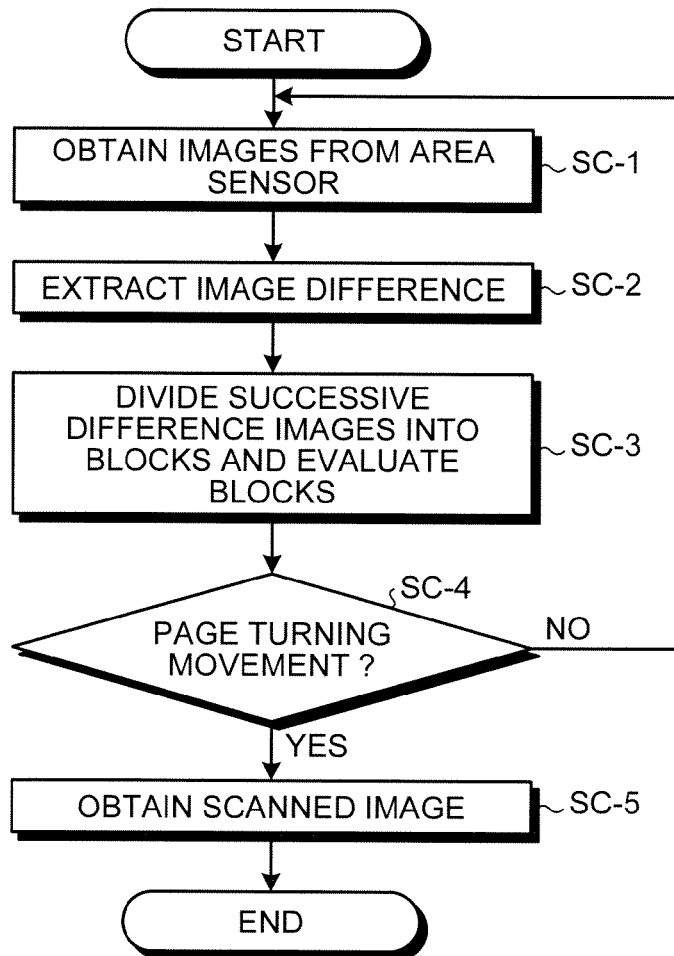 START
OBTAIN IMAGES FROM AREA
SENSOR
SC-1
EXTRACT IMAGE DIFFERENCE
SC-2
DIVIDE SUCCESSIVE
DIFFERENCE IMAGES INTO
BLOCKS AND EVALUATE
BLOCKS
SC-3
SC-4
PAGE TURNING
MOVEMENT ?
NO
YES
OBTAIN SCANNED IMAGE
SC-5
END